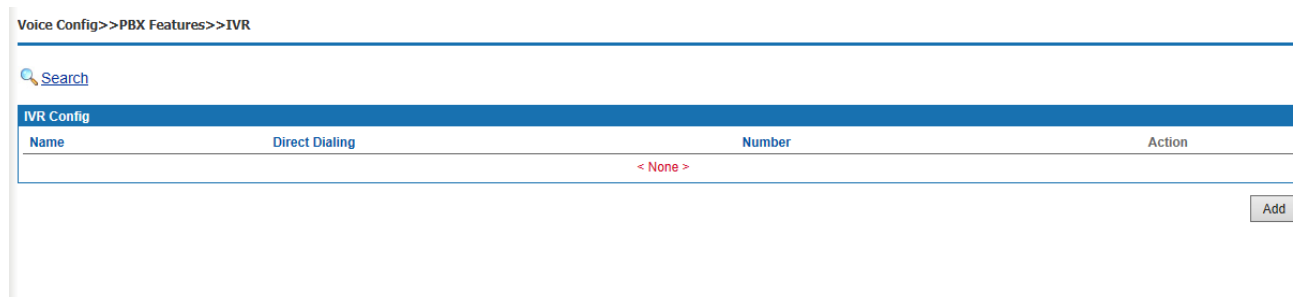 Voice Config>>PBX Features>>IVR
Search
IVR Config
Name Direct Dialing Number Action
< None >
Add